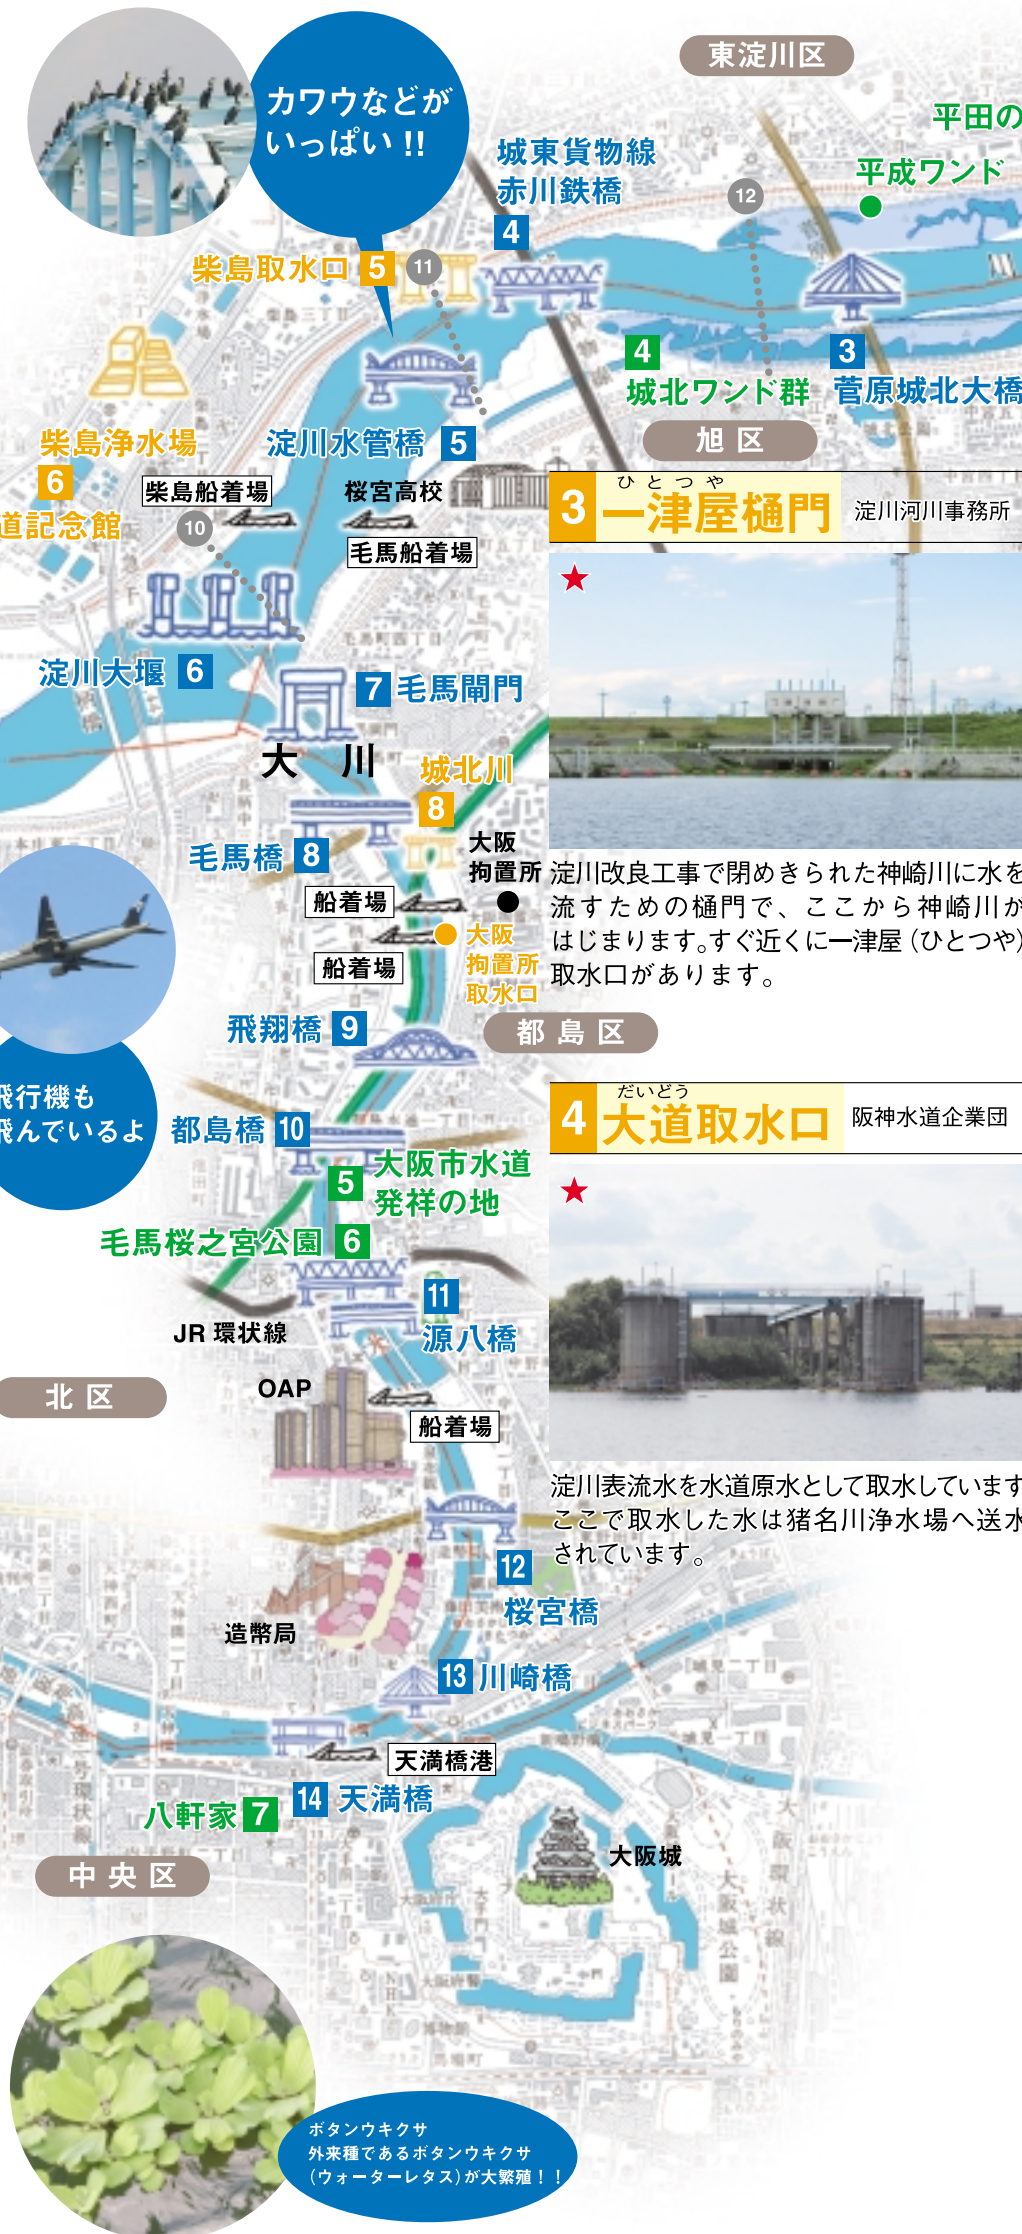 東淀川区
カワウなどが
いっぱい !!
平田の
城東貨物線
赤川鉄橋
4
平成ワンド
12
柴島取水口 5
11
4
城北ワンド群
3
菅原城北大橋
旭 区
柴島浄水場
6
道記念館
淀川水管橋 5
柴島船着場
10
桜宮高校
毛馬船着場
ひ と つ や
3 一津屋樋門 淀川河川事務所
淀川改良工事で閉めきられた神崎川に水を
流すための樋門で、ここから神崎川が
はじまります。すぐ近くに一津屋（ひとつや）
取水口があります。
淀川大堰 6
7 毛馬閘門
大 川
城北川
8
毛馬橋 8
大阪
拘置所
船着場
大阪
拘置所
取水口
船着場
飛翔橋 9
都 島 区
飛行機も
飛んでいるよ
だいどう
4 大道取水口 阪神水道企業団
淀川表流水を水道原水として取水しています
ここで取水した水は猪名川浄水場へ送水
されています。
都島橋 10
5 大阪市水道
発祥の地
毛馬桜之宮公園 6
11
源八橋
JR 環状線
北 区
OAP
船着場
12
桜宮橋
造幣局
13 川崎橋
天満橋港
14 天満橋
八軒家 7
中 央 区
大阪城
大阪環状線
大阪城公園
NHK
ボタンウキクサ
外来種であるボタンウキクサ
（ウォーターレタス）が大繁殖！！